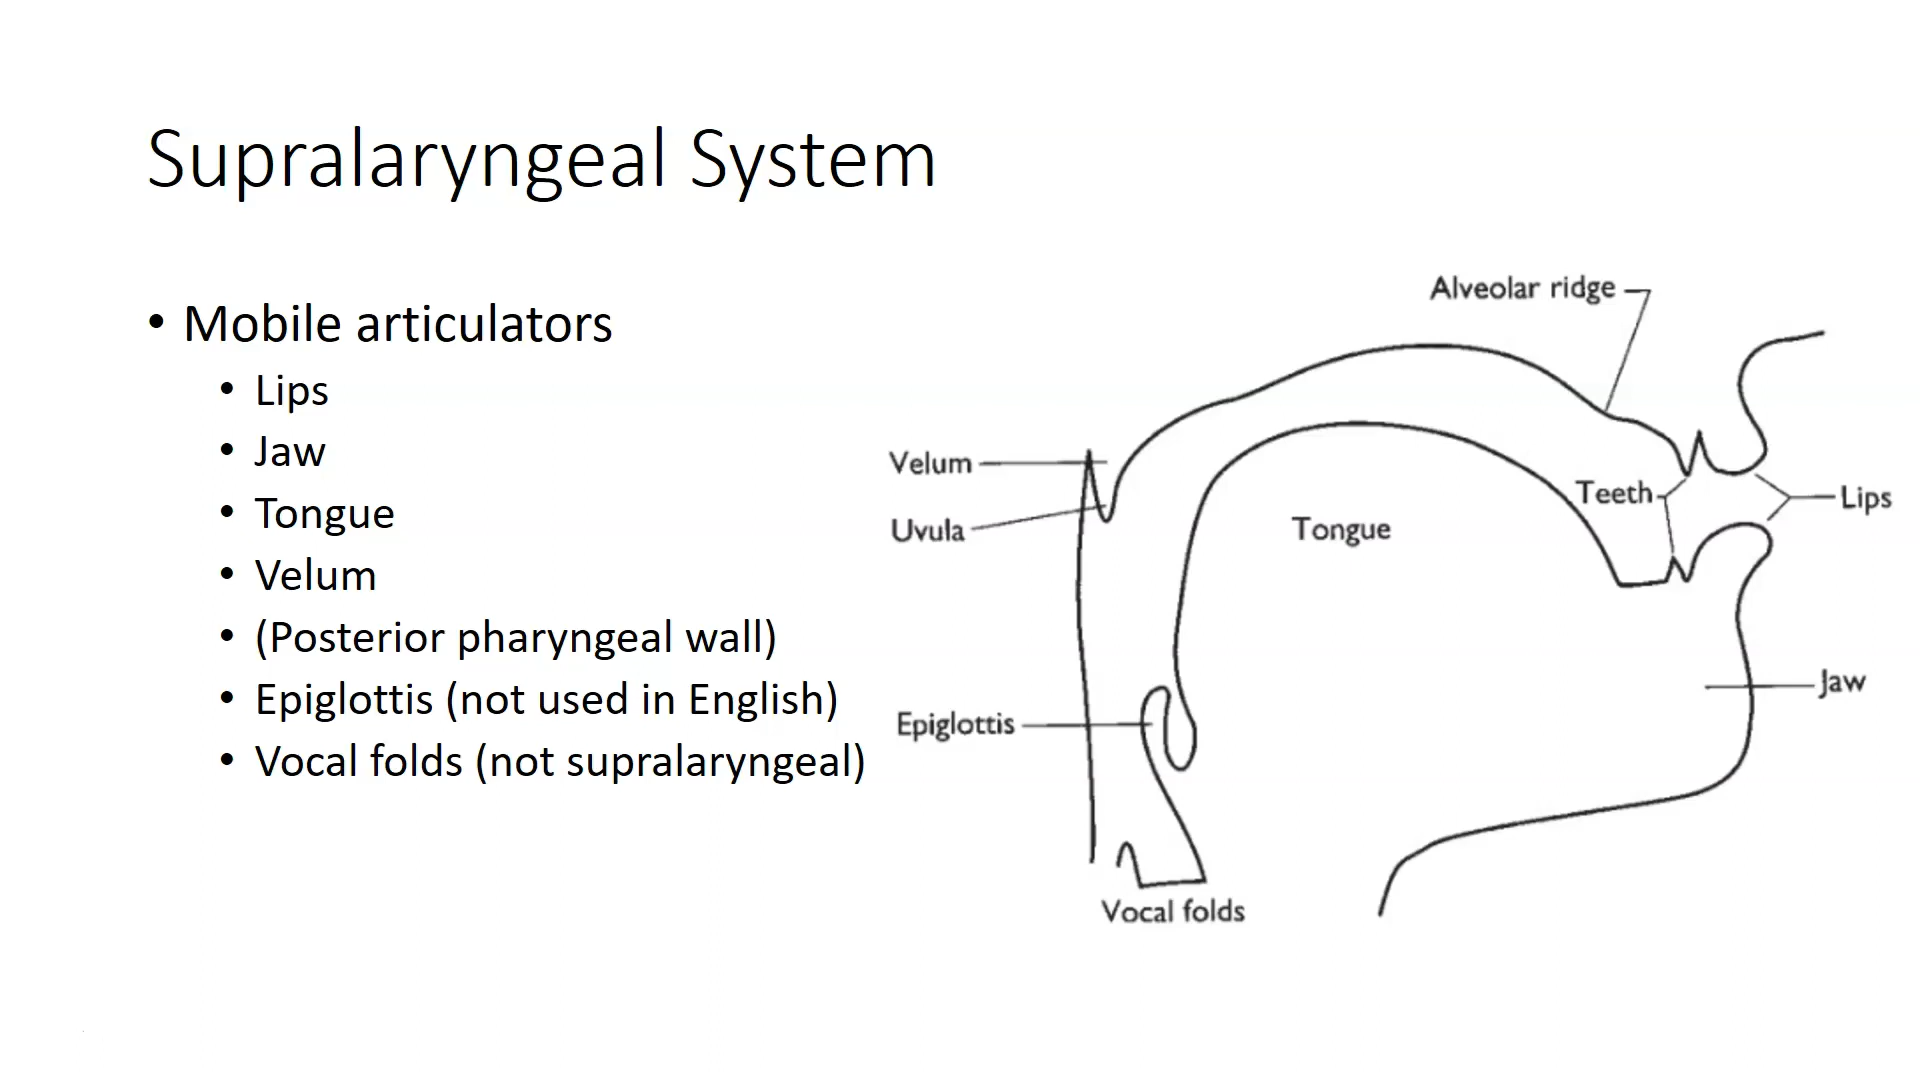 Supralaryngeal System
• Mobile articulators
• Lips
• Jaw
• Tongue
• Velum
• (Posterior pharyngeal wall)
• Epiglottis (not used in English)
• Vocal folds (not supralaryngeal)
Alveolar ridge
Velum
Uvula
Tongue
Teeth
Lips
Epiglottis
Jaw
Vocal folds